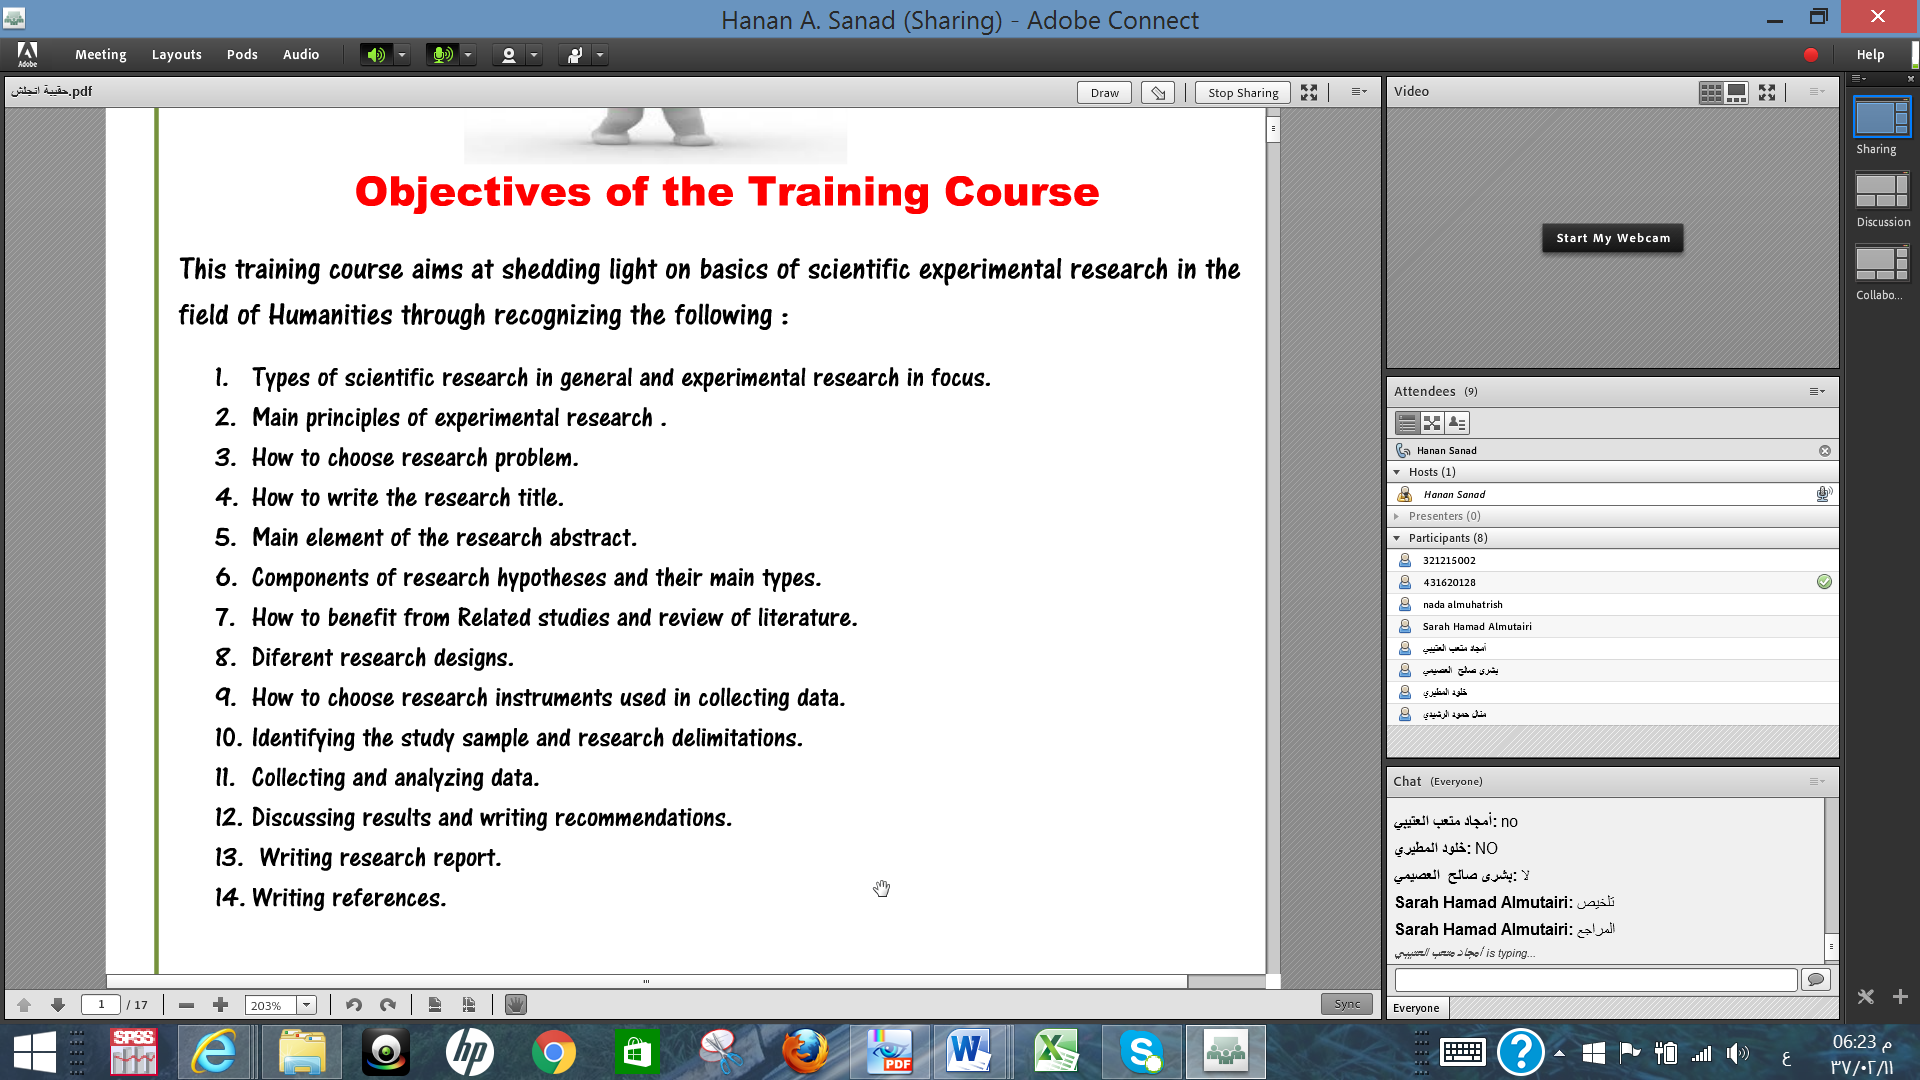 Hanan A. Sanad (Sharing) - Adobe Connect
Adobe
Meeting Layouts Pods Audio
Help
حقيبة انجلش.pdf
Draw
Stop Sharing
Objectives of the Training Course
This training course aims at shedding light on basics of scientific experimental research in the
field of Humanities through recognizing the following :
1. Types of scientific research in general and experimental research in focus.
2. Main principles of experimental research .
3. How to choose research problem.
4. How to write the research title.
5. Main element of the research abstract.
6. Components of research hypotheses and their main types.
7. How to benefit from Related studies and review of literature.
8. Diferent research designs.
9. How to choose research instruments used in collecting data.
10. Identifying the study sample and research delimitations.
11. Collecting and analyzing data.
12. Discussing results and writing recommendations.
13. Writing research report.
14. Writing references.
1 / 17
203%
Sync
Video
Start My Webcam
Attendees (9)
Hanan Sanad
Hosts (1)
Hanan Sanad
Presenters (0)
Participants (8)
321215002
431620128
nada almuhatrish
Sarah Hamad Almutairi
أمجاد متعب العتيبي
بشرى صالح العصيمي
خلود المطيري
منال حمود الرشيدي
Chat (Everyone)
أمجاد متعب العتيبي: no
خلود المطيري: NO
بشرى صالح العصيمي: لا
Sarah Hamad Almutairi: تلخيص
Sarah Hamad Almutairi: المراجع
أمجاد متعب العتيبي is typing...
Everyone
Sharing
Discussion
Collabo...
SPSS
hp
PDF
ع
06:23 م
٣٧/٠٢/١١